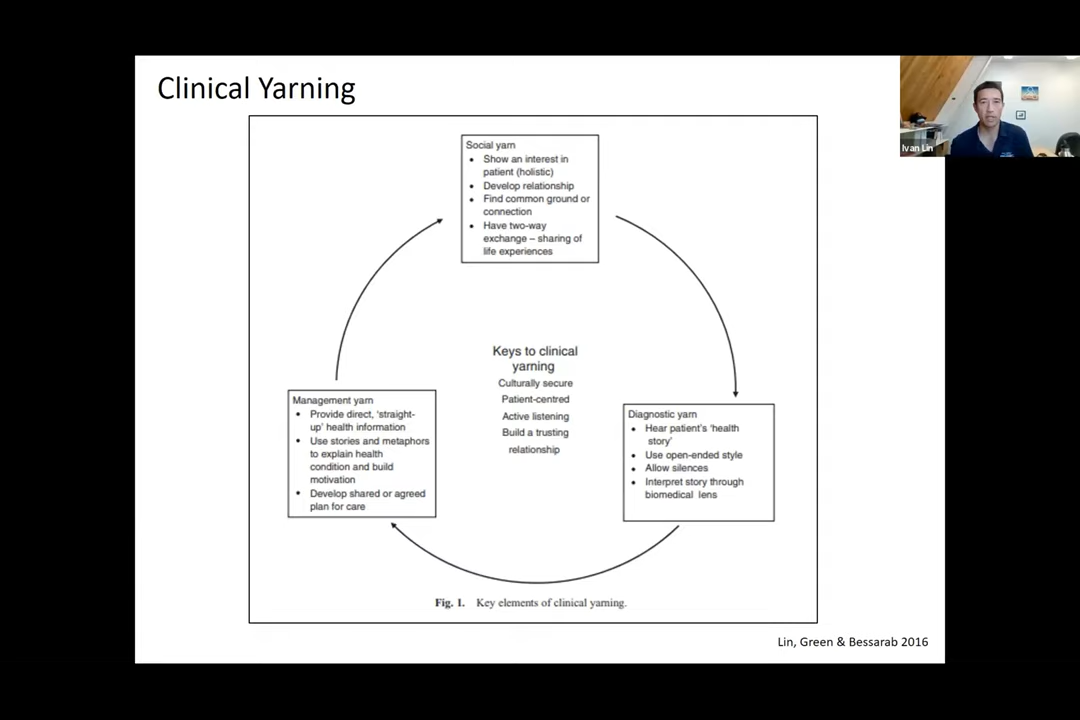 Clinical Yarning
Ivan Lin
Social yarn
• Show an interest in
patient (holistic)
• Develop relationship
• Find common ground or
connection
• Have two-way
exchange – sharing of
life experiences
Keys to clinical
yarning
Culturally secure
Patient-centred
Active listening
Build a trusting
relationship
Management yarn
• Provide direct, ‘straight-
up’ health information
• Use stories and metaphors
to explain health
condition and build
motivation
• Develop shared or agreed
plan for care
Diagnostic yarn
• Hear patient’s ‘health
story’
• Use open-ended style
• Allow silences
• Interpret story through
biomedical lens
Fig. 1. Key elements of clinical yarning.
Lin, Green & Bessarab 2016